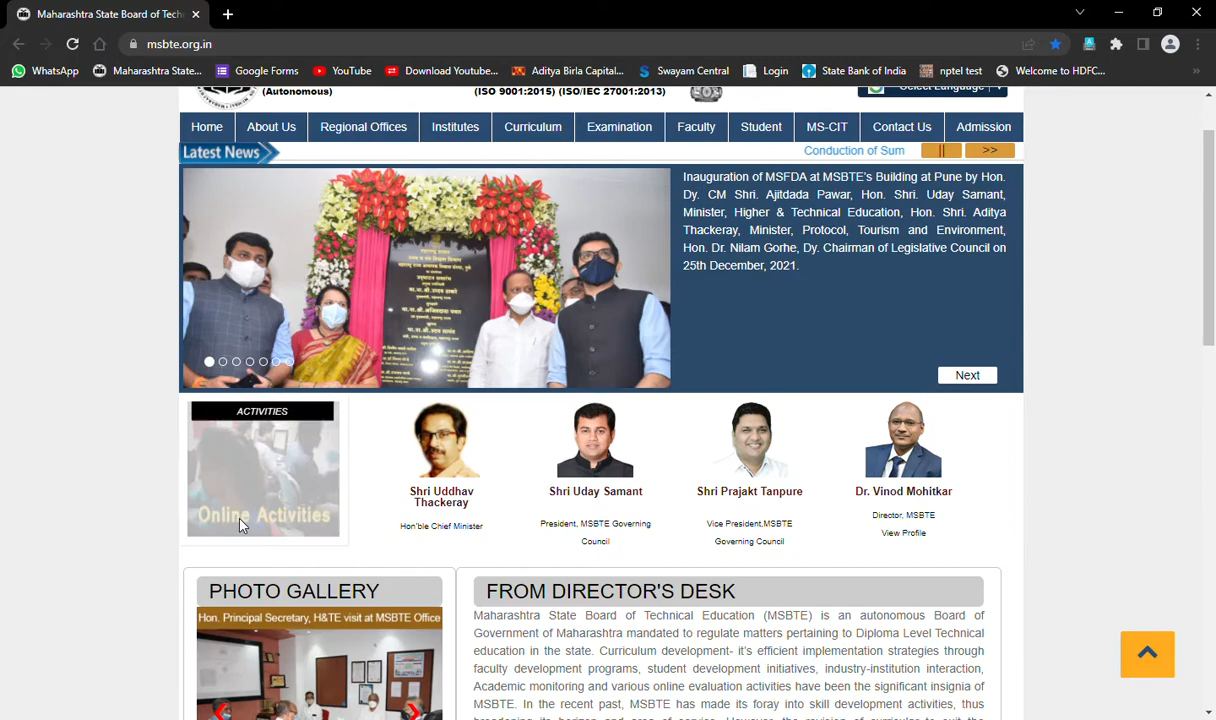 Maharashtra State Board of Tech
msbte.org.in
WhatsApp
Maharashtra State...
Google Forms
YouTube
Download Youtube...
Aditya Birla Capital...
Swayam Central
Login
State Bank of India
nptel test
Welcome to HDFC...
»
(Autonomous)
(ISO 9001:2015) (ISO/IEC 27001:2013)
Select Language
Home
About Us
Regional Offices
Institutes
Curriculum
Examination
Faculty
Student
MS-CIT
Contact Us
Admission
Latest News
Conduction of Sum
||
>>
Inauguration of MSFDA at MSBTE's Building at Pune by Hon.
Dy. CM Shri. Ajitdada Pawar, Hon. Shri. Uday Samant,
Minister, Higher & Technical Education, Hon. Shri. Aditya
Thackeray, Minister, Protocol, Tourism and Environment,
Hon. Dr. Nilam Gorhe, Dy. Chairman of Legislative Council on
25th December, 2021.
Next
ACTIVITIES
Online Activities
Shri Uddhav
Thackeray
Hon'ble Chief Minister
Shri Uday Samant
President, MSBTE Governing
Council
Shri Prajakt Tanpure
Vice President,MSBTE
Governing Council
Dr. Vinod Mohitkar
Director, MSBTE
View Profile
PHOTO GALLERY
Hon. Principal Secretary, H&TE visit at MSBTE Office
FROM DIRECTOR'S DESK
Maharashtra State Board of Technical Education (MSBTE) is an autonomous Board of
Government of Maharashtra mandated to regulate matters pertaining to Diploma Level Technical
education in the state. Curriculum development- it's efficient implementation strategies through
faculty development programs, student development initiatives, industry-institution interaction,
Academic monitoring and various online evaluation activities have been the significant insignia of
MSBTE. In the recent past, MSBTE has made its foray into skill development activities, thus